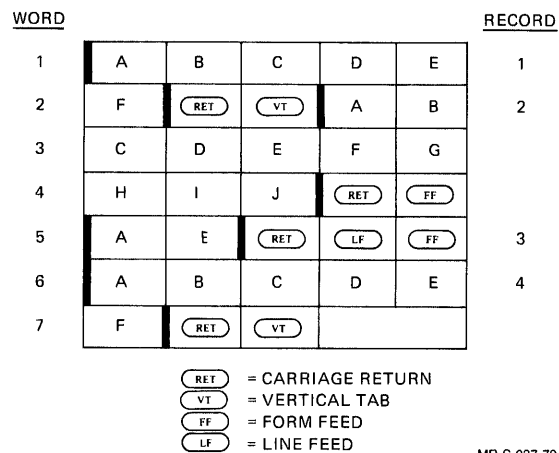 WORD RECORD
1 A B C D E 1
2 F RET VT A B 2
3 C D E F G
4 H I J RET FF
5 A E RET LF FF 3
6 A B C D E 4
7 F RET VT
RET = CARRIAGE RETURN
VT = VERTICAL TAB
FF = FORM FEED
LF = LINE FEED